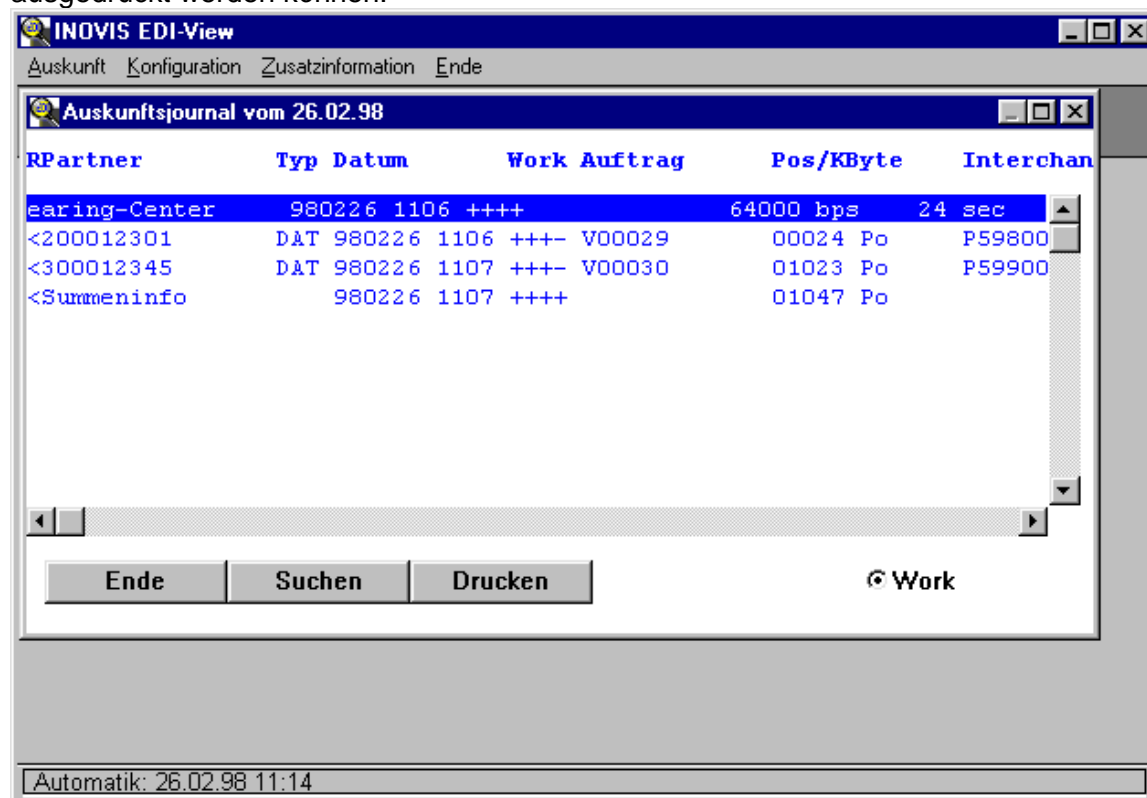 ausgedruckt werden können.
INOVIS EDI-View
Auskunft Konfiguration Zusatzinformation Ende
Auskunftsjournal vom 26.02.98
RPartner Typ Datum Work Auftrag Pos/KByte Interchan
earing-Center 980226 1106 ++++ 64000 bps 24 sec
<200012301 DAT 980226 1106 +++- V00029 00024 Po P59800
<300012345 DAT 980226 1107 +++- V00030 01023 Po P59900
<Summeninfo 980226 1107 ++++ 01047 Po
Ende Suchen Drucken Work
Automatik: 26.02.98 11:14